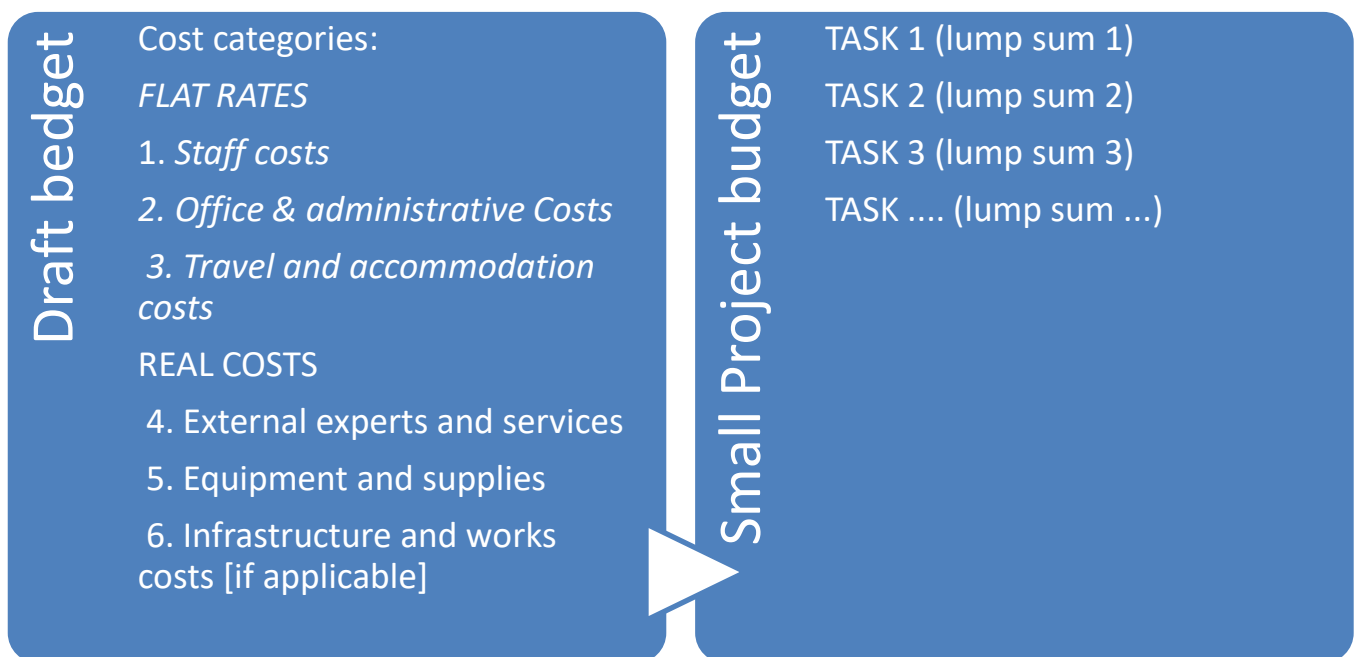 Draft bedget
Cost categories:
FLAT RATES
1. Staff costs
2. Office & administrative Costs
3. Travel and accommodation
costs
REAL COSTS
4. External experts and services
5. Equipment and supplies
6. Infrastructure and works
costs [if applicable]
Small Project budget
TASK 1 (lump sum 1)
TASK 2 (lump sum 2)
TASK 3 (lump sum 3)
TASK .... (lump sum ...)